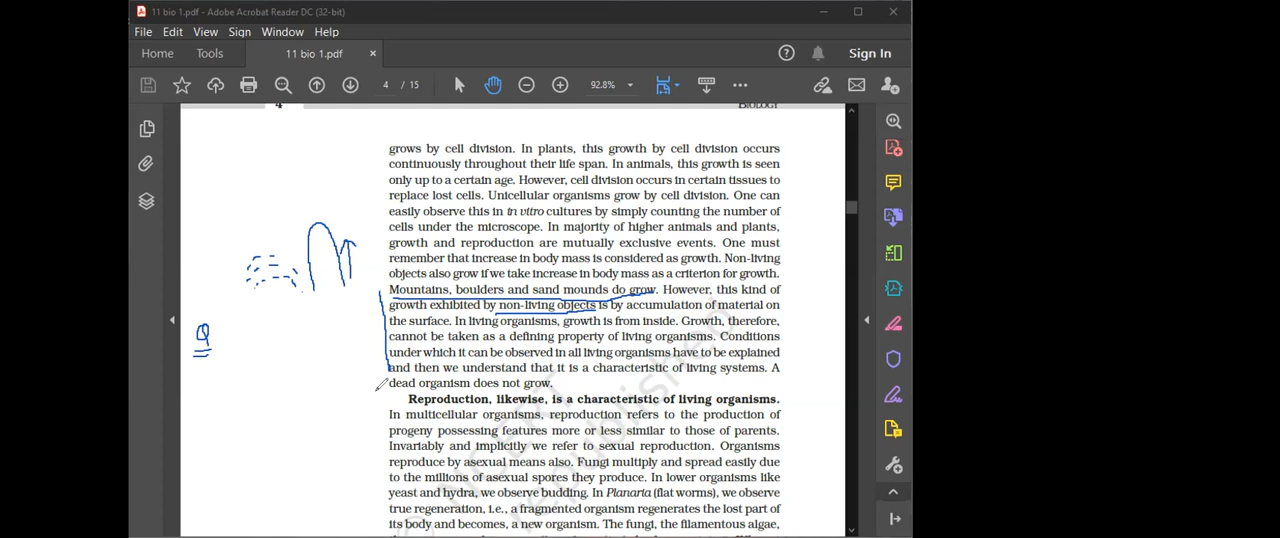 11 bio 1.pdf - Adobe Acrobat Reader DC (32-bit)
File Edit View Sign Window Help
Home Tools 11 bio 1.pdf × Sign In
4 / 15 92.8%
4 BIOLOGY
grows by cell division. In plants, this growth by cell division occurs
continuously throughout their life span. In animals, this growth is seen
only up to a certain age. However, cell division occurs in certain tissues to
replace lost cells. Unicellular organisms grow by cell division. One can
easily observe this in in vitro cultures by simply counting the number of
cells under the microscope. In majority of higher animals and plants,
growth and reproduction are mutually exclusive events. One must
remember that increase in body mass is considered as growth. Non-living
objects also grow if we take increase in body mass as a criterion for growth.
Mountains, boulders and sand mounds do grow. However, this kind of
growth exhibited by non-living objects is by accumulation of material on
the surface. In living organisms, growth is from inside. Growth, therefore,
cannot be taken as a defining property of living organisms. Conditions
Q
under which it can be observed in all living organisms have to be explained
and then we understand that it is a characteristic of living systems. A
dead organism does not grow.
Reproduction, likewise, is a characteristic of living organisms.
In multicellular organisms, reproduction refers to the production of
progeny possessing features more or less similar to those of parents.
Invariably and implicitly we refer to sexual reproduction. Organisms
reproduce by asexual means also. Fungi multiply and spread easily due
to the millions of asexual spores they produce. In lower organisms like
yeast and hydra, we observe budding. In Planaria (flat worms), we observe
true regeneration, i.e., a fragmented organism regenerates the lost part of
its body and becomes, a new organism. The fungi, the filamentous algae,
© NCERT
republished